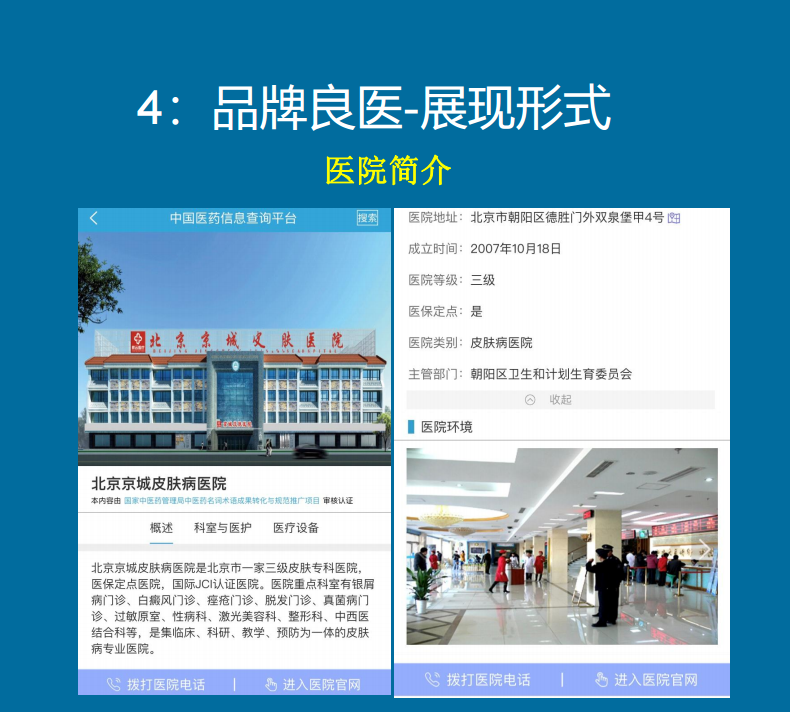 4：品牌良医-展现形式
医院简介
中国医药信息查询平台
搜索
北京京城皮肤医院
北京京城皮肤病医院
本内容由 国家中医药管理局中医药名词术语成果转化与规范推广项目 审核认证
概述 科室与医护 医疗设备
北京京城皮肤病医院是北京市一家三级皮肤专科医院，
医保定点医院，国际JCI认证医院。医院重点科室有银屑
病门诊、白癜风门诊、痤疮门诊、脱发门诊、真菌病门
诊、过敏原室、性病科、激光美容科、整形科、中西医
结合科等，是集临床、科研、教学、预防为一体的皮肤
病专业医院。
拨打医院电话 | 进入医院官网
医院地址：北京市朝阳区德胜门外双泉堡甲4号
成立时间：2007年10月18日
医院等级：三级
医保定点：是
医院类别：皮肤病医院
主管部门：朝阳区卫生和计划生育委员会
收起
医院环境
拨打医院电话 | 进入医院官网